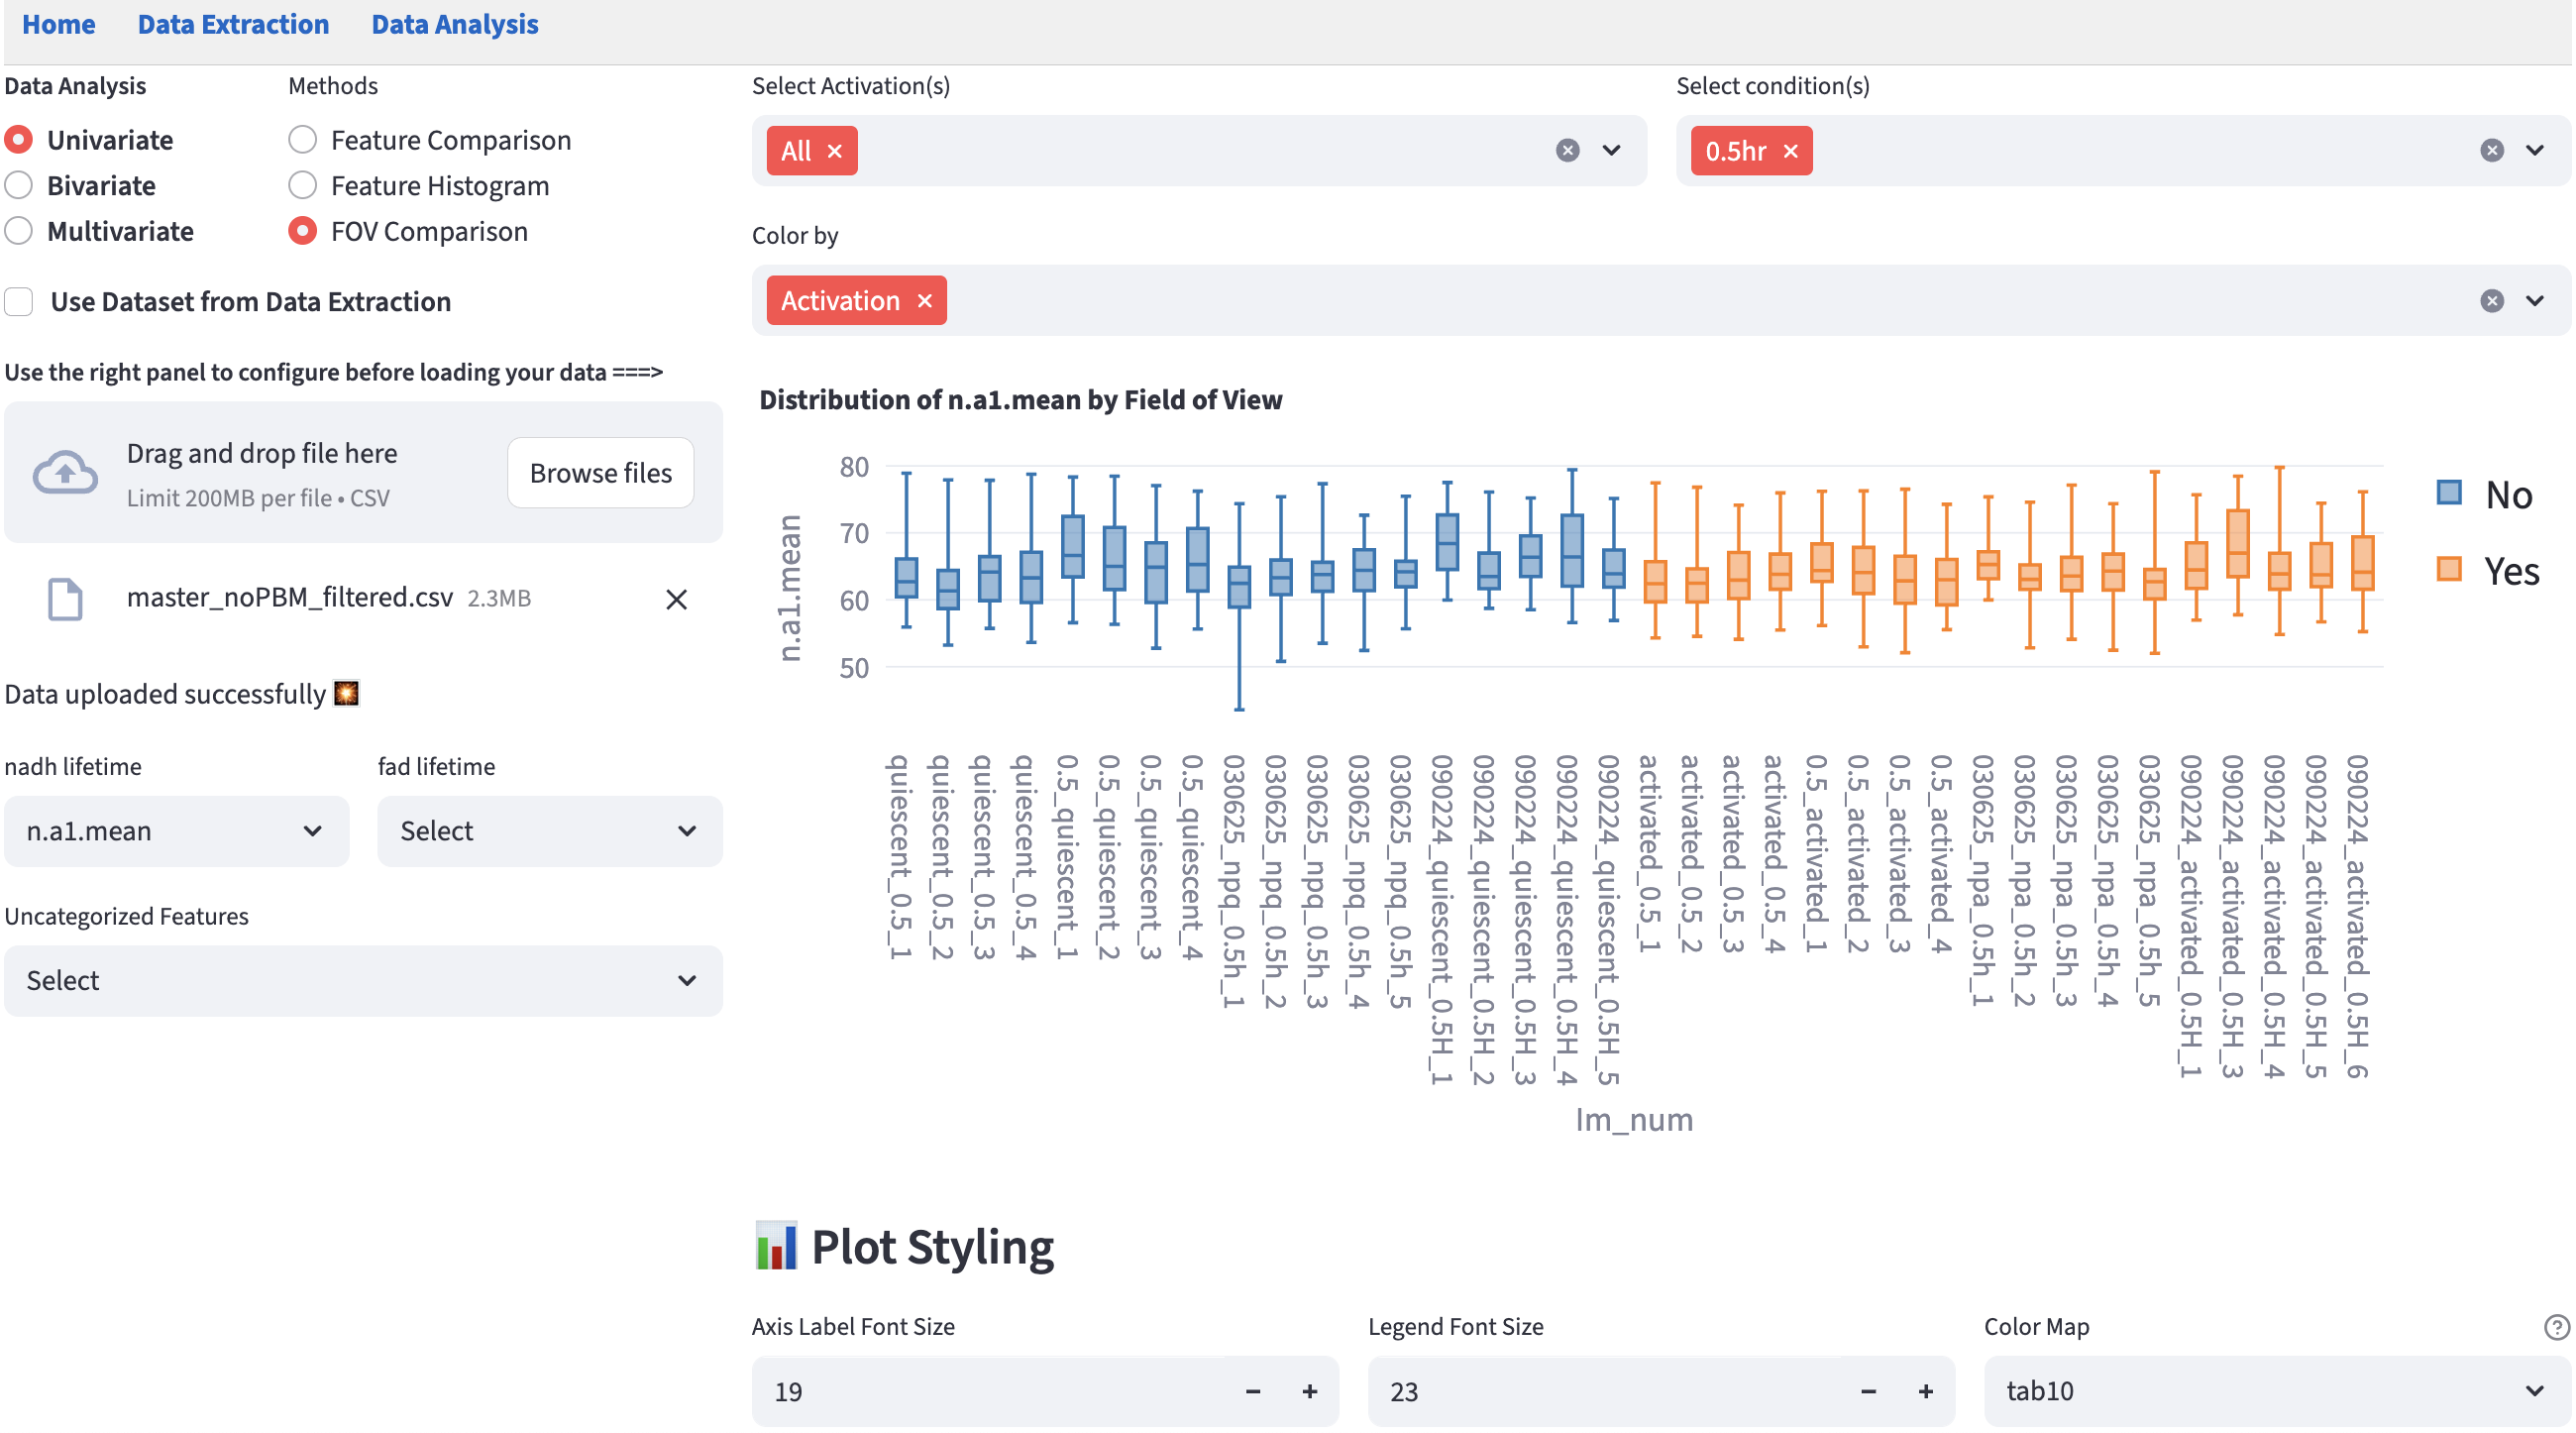 Home Data Extraction Data Analysis
Data Analysis
Univariate
Bivariate
Multivariate
Methods
Feature Comparison
Feature Histogram
FOV Comparison
Use Dataset from Data Extraction
Use the right panel to configure before loading your data ===>
Drag and drop file here
Limit 200MB per file • CSV
Browse files
master_noPBM_filtered.csv 2.3MB
Data uploaded successfully
nadh lifetime
n.a1.mean
fad lifetime
Select
Uncategorized Features
Select
Select Activation(s)
All
Select condition(s)
0.5hr
Color by
Activation
Distribution of n.a1.mean by Field of View
n.a1.mean
80
70
60
50
quiescent_0.5_1
quiescent_0.5_2
quiescent_0.5_3
quiescent_0.5_4
0.5_quiescent_1
0.5_quiescent_2
0.5_quiescent_3
0.5_quiescent_4
030625_npq_0.5h_1
030625_npq_0.5h_2
030625_npq_0.5h_3
030625_npq_0.5h_4
030625_npq_0.5h_5
090224_quiescent_0.5H_1
090224_quiescent_0.5H_2
090224_quiescent_0.5H_3
090224_quiescent_0.5H_4
090224_quiescent_0.5H_5
activated_0.5_1
activated_0.5_2
activated_0.5_3
activated_0.5_4
0.5_activated_1
0.5_activated_2
0.5_activated_3
0.5_activated_4
030625_npa_0.5h_1
030625_npa_0.5h_2
030625_npa_0.5h_3
030625_npa_0.5h_4
030625_npa_0.5h_5
090224_activated_0.5H_1
090224_activated_0.5H_3
090224_activated_0.5H_4
090224_activated_0.5H_5
090224_activated_0.5H_6
Im_num
No
Yes
Plot Styling
Axis Label Font Size
19
Legend Font Size
23
Color Map
tab10